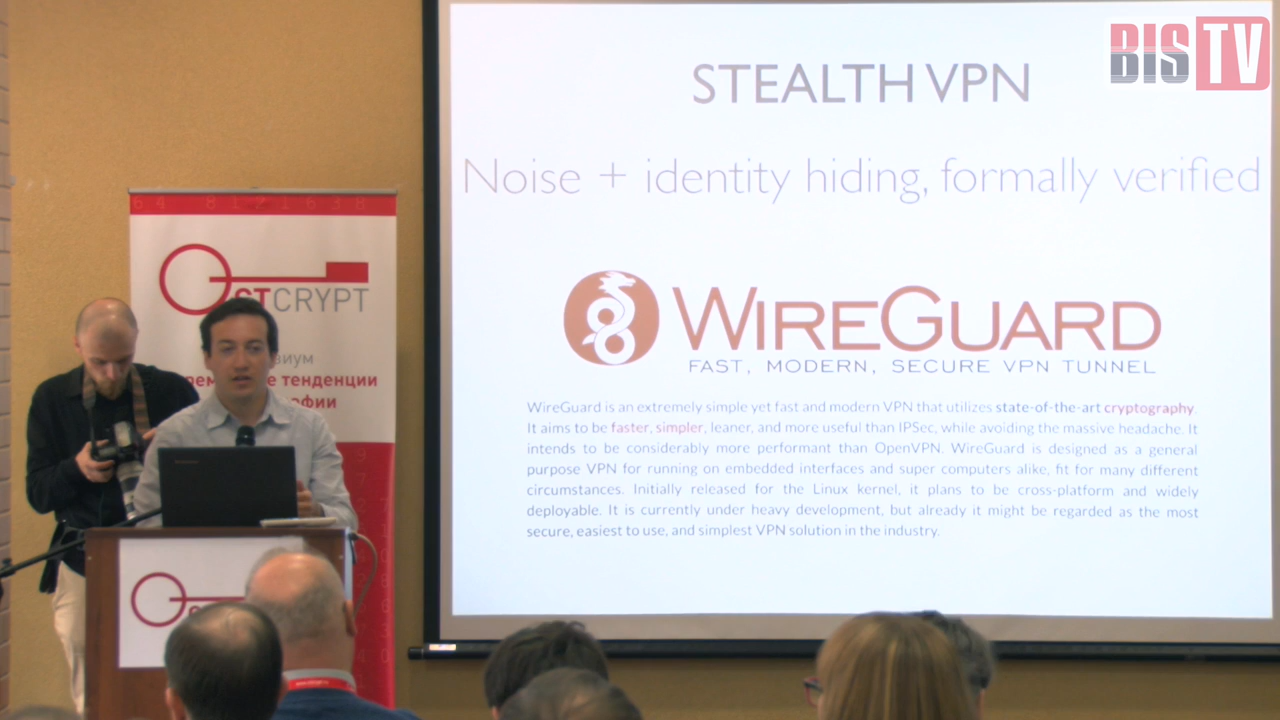 BIS TV
STEALTH VPN
Noise + identity hiding, formally verified
WIREGUARD
FAST, MODERN, SECURE VPN TUNNEL
WireGuard is an extremely simple yet fast and modern VPN that utilizes state-of-the-art cryptography.
It aims to be faster, simpler, leaner, and more useful than IPSec, while avoiding the massive headache. It
intends to be considerably more performant than OpenVPN. WireGuard is designed as a general
purpose VPN for running on embedded interfaces and super computers alike, fit for many different
circumstances. Initially released for the Linux kernel, it plans to be cross-platform and widely
deployable. It is currently under heavy development, but already it might be regarded as the most
secure, easiest to use, and simplest VPN solution in the industry.
64 8121638
STCRYPT
тенденции